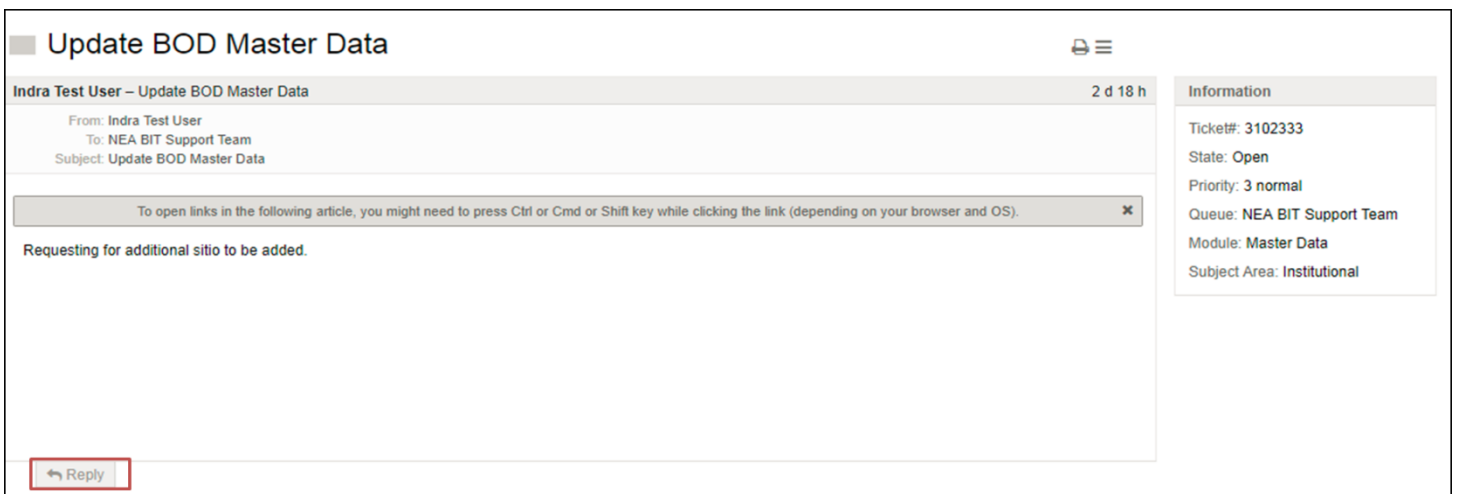 Update BOD Master Data
Indra Test User – Update BOD Master Data 2 d 18 h
From: Indra Test User
To: NEA BIT Support Team
Subject: Update BOD Master Data
To open links in the following article, you might need to press Ctrl or Cmd or Shift key while clicking the link (depending on your browser and OS).
Requesting for additional sitio to be added.
Reply
Information
Ticket#: 3102333
State: Open
Priority: 3 normal
Queue: NEA BIT Support Team
Module: Master Data
Subject Area: Institutional